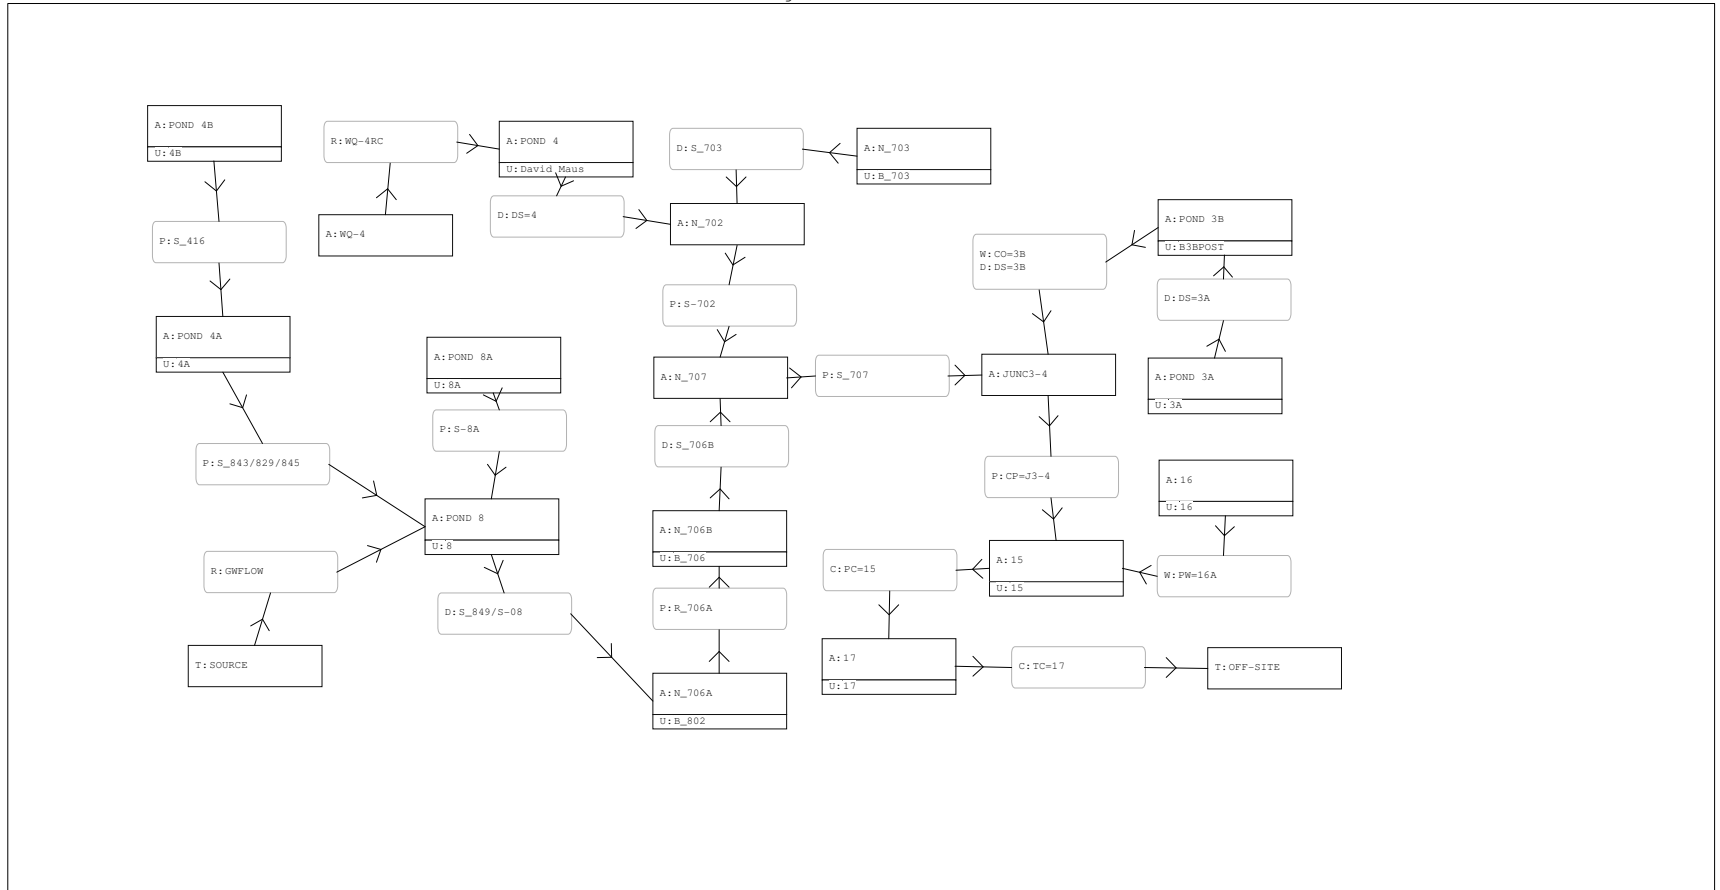 A:POND 4B
U:4B
R:WQ-4RC
A:POND 4
U:David Maus
D:S_703
A:N_703
U:B_703
P:S_416
A:WQ-4
D:DS=4
A:N_702
W:CO=3B
D:DS=3B
A:POND 3B
U:B3BPOST
P:S-702
D:DS=3A
A:POND 4A
U:4A
A:POND 8A
U:8A
A:N_707
P:S_707
A:JUNC3-4
A:POND 3A
U:3A
P:S-8A
D:S_706B
P:S_843/829/845
P:CP=J3-4
A:16
U:16
A:POND 8
U:8
A:N_706B
U:B_706
R:GWFLOW
C:PC=15
A:15
U:15
W:PW=16A
D:S_849/S-08
P:R_706A
T:SOURCE
A:17
U:17
C:TC=17
T:OFF-SITE
A:N_706A
U:B_802